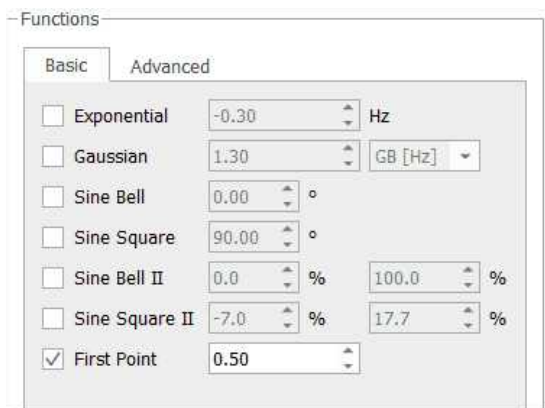 Functions
Basic Advanced
Exponential -0.30 Hz
Gaussian 1.30 GB [Hz]
Sine Bell 0.00 °
Sine Square 90.00 °
Sine Bell II 0.0 % 100.0 %
Sine Square II -7.0 % 17.7 %
First Point 0.50